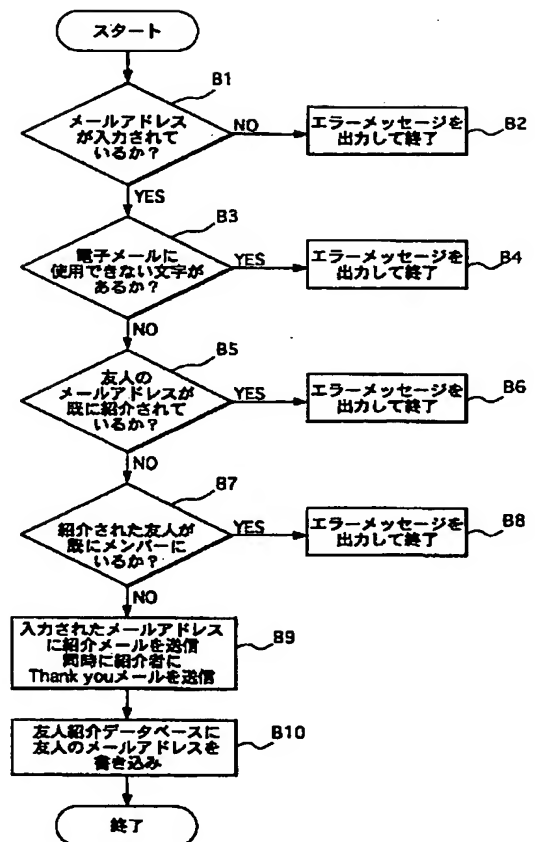 スタート
B1
メールアドレス
が入力されて
いるか?
NO
エラーメッセージを
出力して終了
B2
YES
B3
電子メールに
使用できない文字が
あるか?
YES
エラーメッセージを
出力して終了
B4
NO
B5
友人の
メールアドレスが
既に紹介されて
いるか?
YES
エラーメッセージを
出力して終了
B6
NO
B7
紹介された友人が
既にメンバーに
いるか?
YES
エラーメッセージを
出力して終了
B8
NO
入力されたメールアドレス
に紹介メールを送信
同時に紹介者に
Thank youメールを送信
B9
友人紹介データベースに
友人のメールアドレスを
書き込み
B10
終了